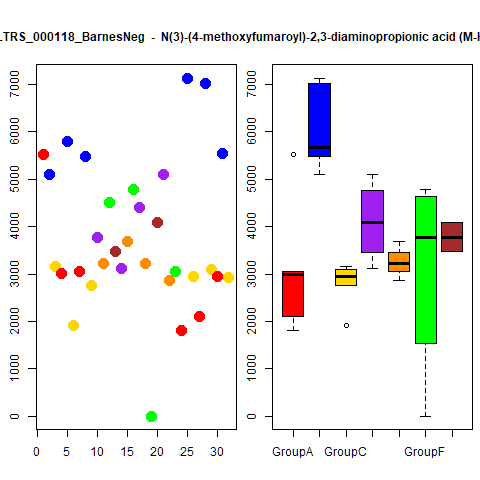 LTRS_000118_BarnesNeg - N(3)-(4-methoxyfumaroyl)-2,3-diaminopropionic acid (M-H
0 1000 2000 3000 4000 5000 6000 7000
0 5 10 15 20 25 30
0 1000 2000 3000 4000 5000 6000 7000
GroupA GroupC GroupF